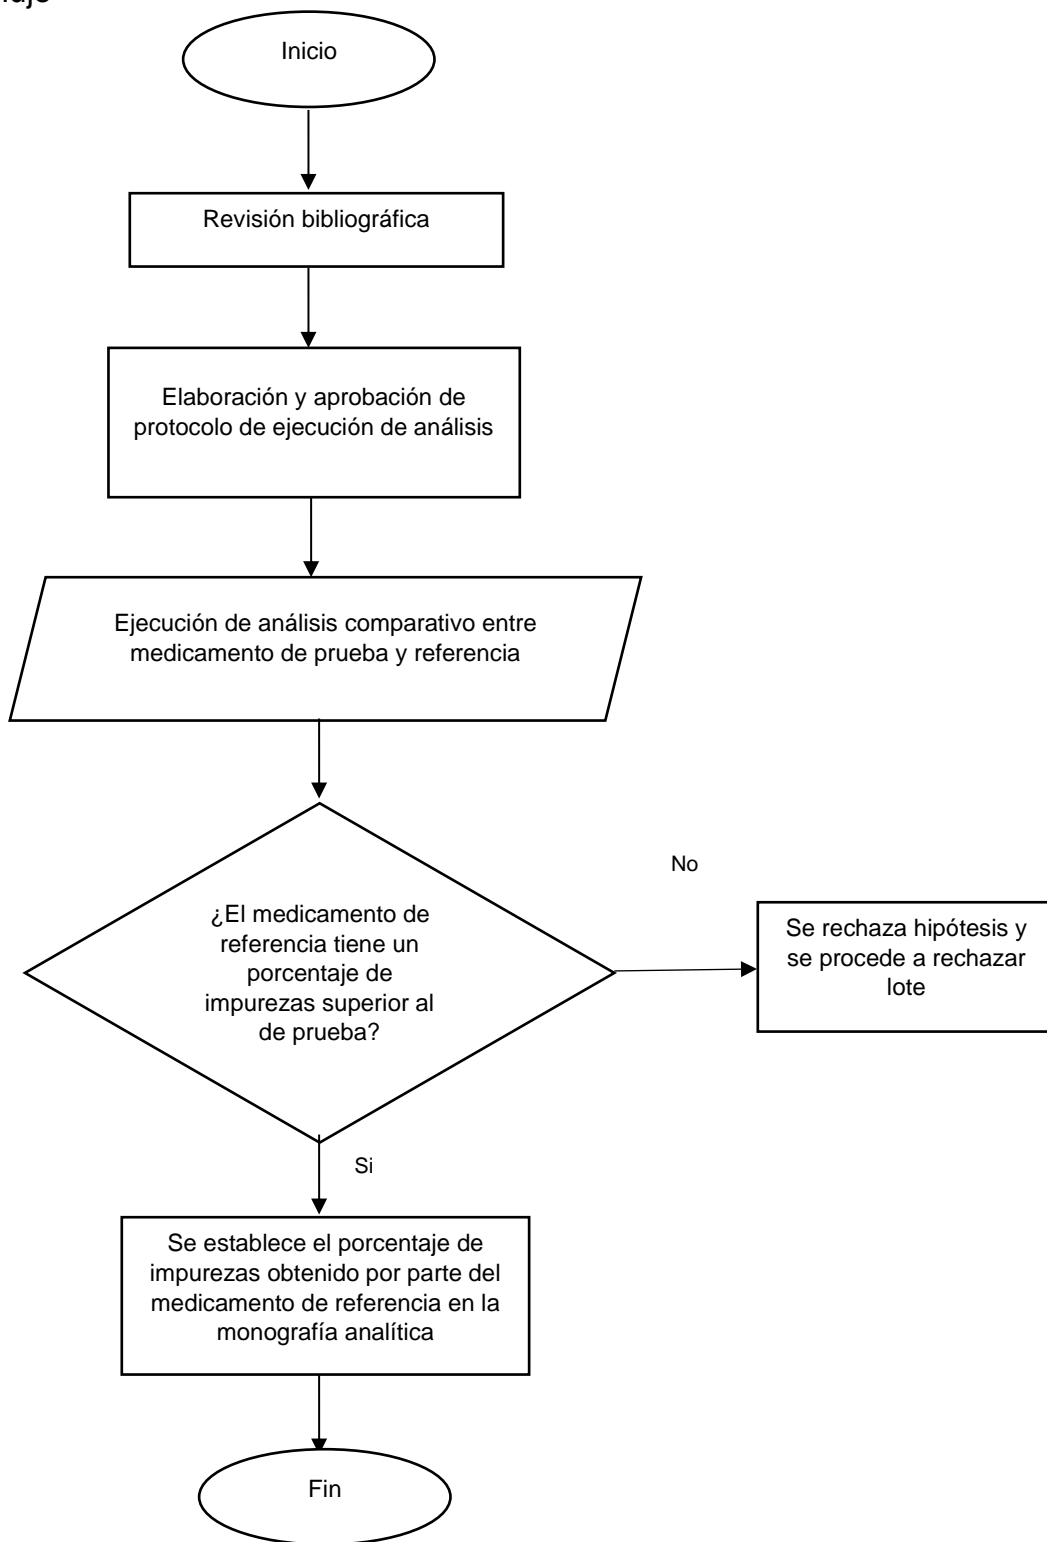 Inicio
Revisión bibliográfica
Elaboración y aprobación de
protocolo de ejecución de análisis
Ejecución de análisis comparativo entre
medicamento de prueba y referencia
¿El medicamento de
referencia tiene un
porcentaje de
impurezas superior al
de prueba?
No
Se rechaza hipótesis y
se procede a rechazar
lote
Si
Se establece el porcentaje de
impurezas obtenido por parte del
medicamento de referencia en la
monografía analítica
Fin